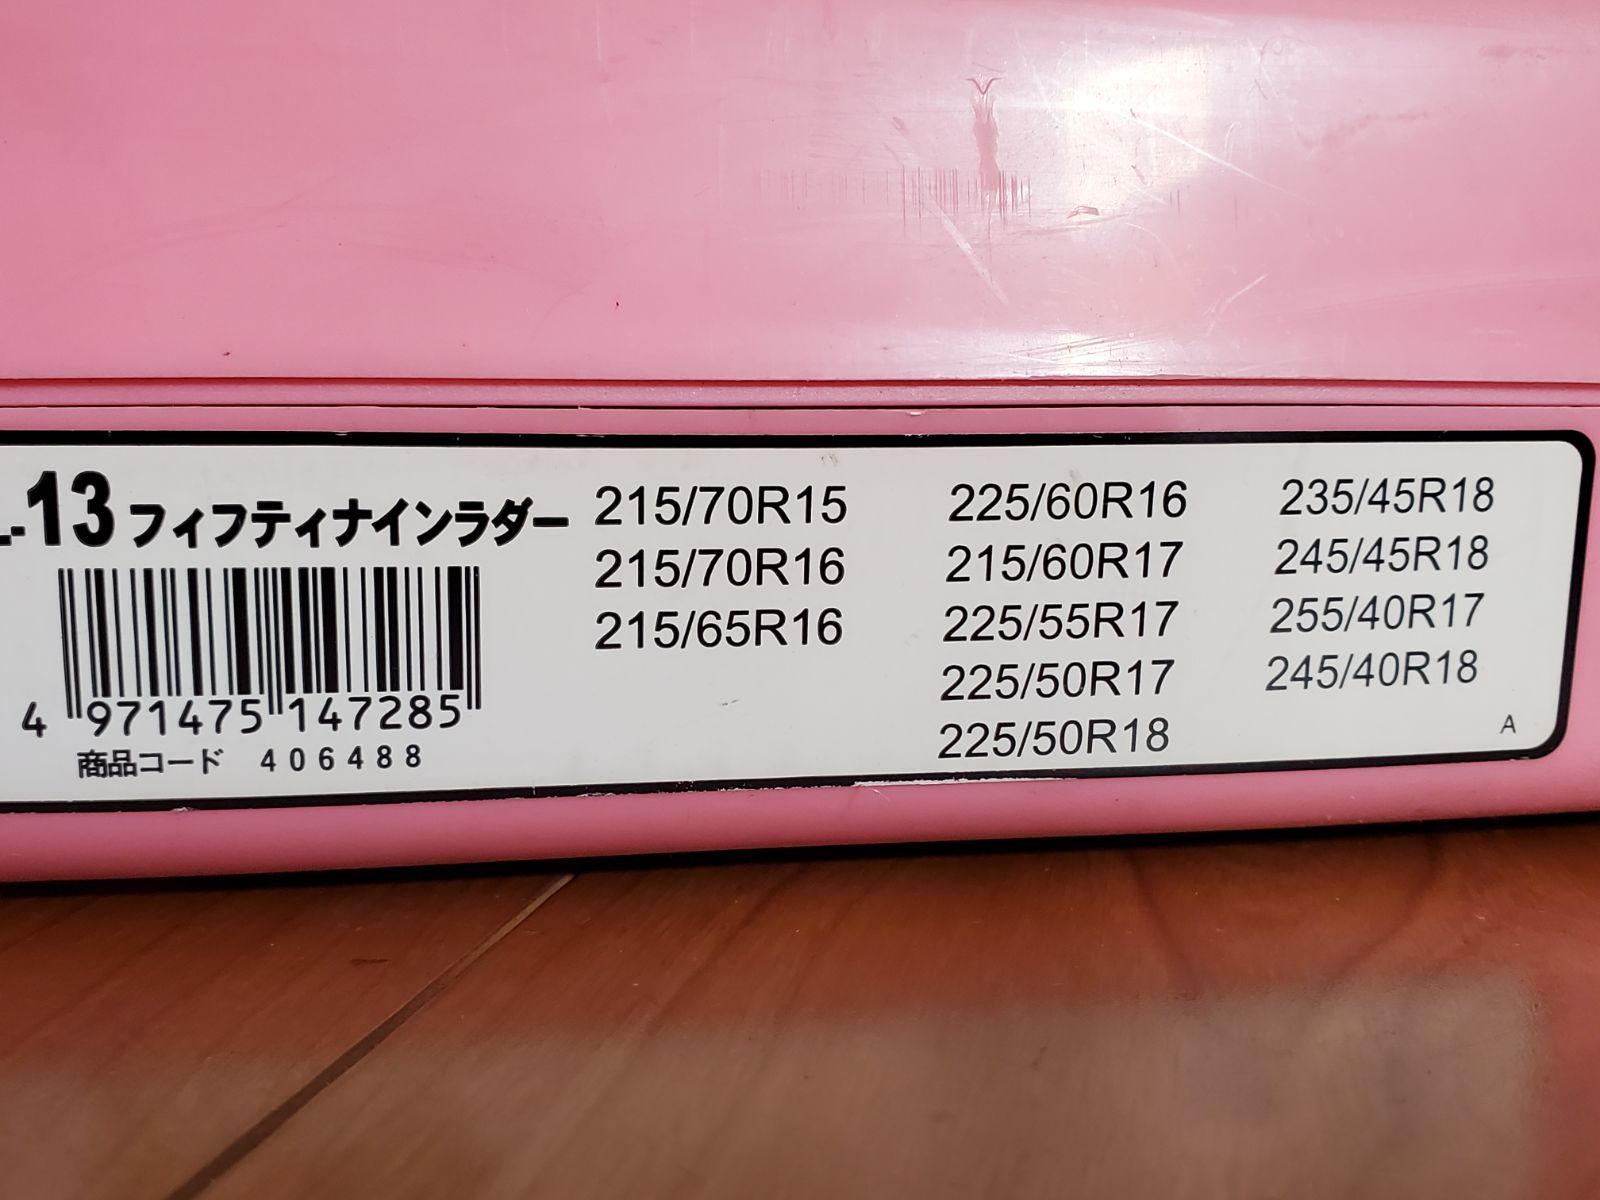 -13 フィフティナインラダー
4 971475 147285
商品コード 406488
215/70R15
215/70R16
215/65R16
225/60R16
215/60R17
225/55R17
225/50R17
225/50R18
235/45R18
245/45R18
255/40R17
245/40R18
A